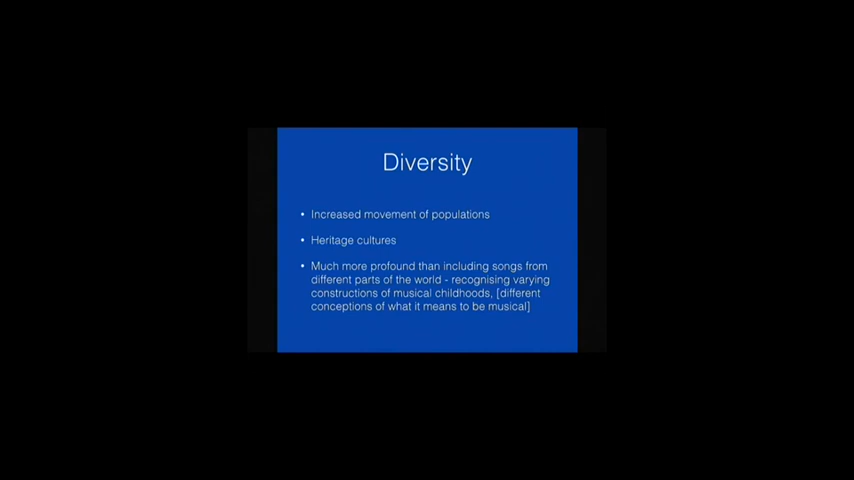 Diversity
• Increased movement of populations
• Heritage cultures
• Much more profound than including songs from
different parts of the world - recognising varying
constructions of musical childhoods, [different
conceptions of what it means to be musical]